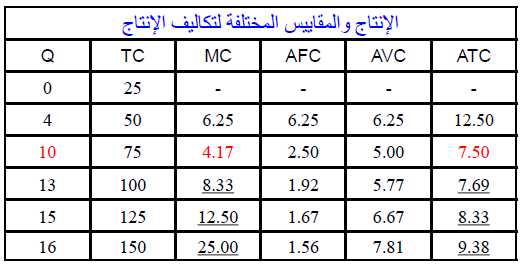 الإنتاج والمقاييس المختلفة لتكاليف الإنتاج
Q TC MC AFC AVC ATC
0 25 - - - -
4 50 6.25 6.25 6.25 12.50
10 75 4.17 2.50 5.00 7.50
13 100 8.33 1.92 5.77 7.69
15 125 12.50 1.67 6.67 8.33
16 150 25.00 1.56 7.81 9.38